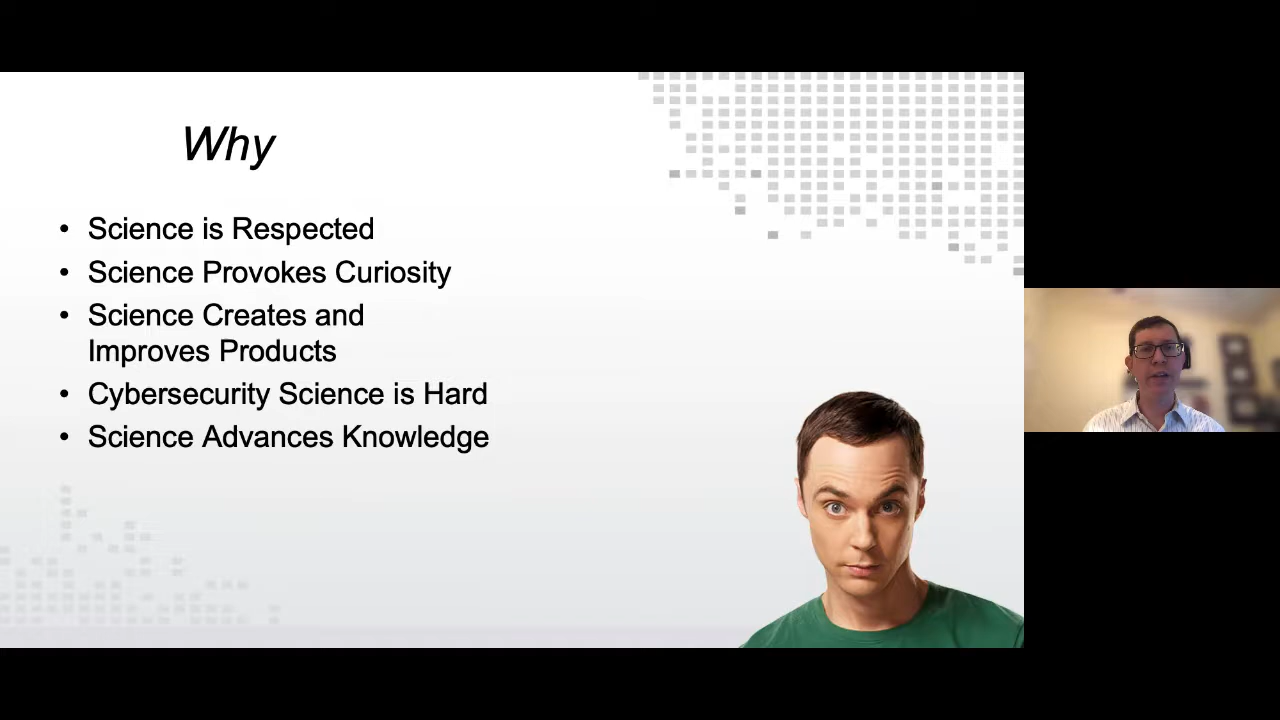 Why
• Science is Respected
• Science Provokes Curiosity
• Science Creates and
Improves Products
• Cybersecurity Science is Hard
• Science Advances Knowledge